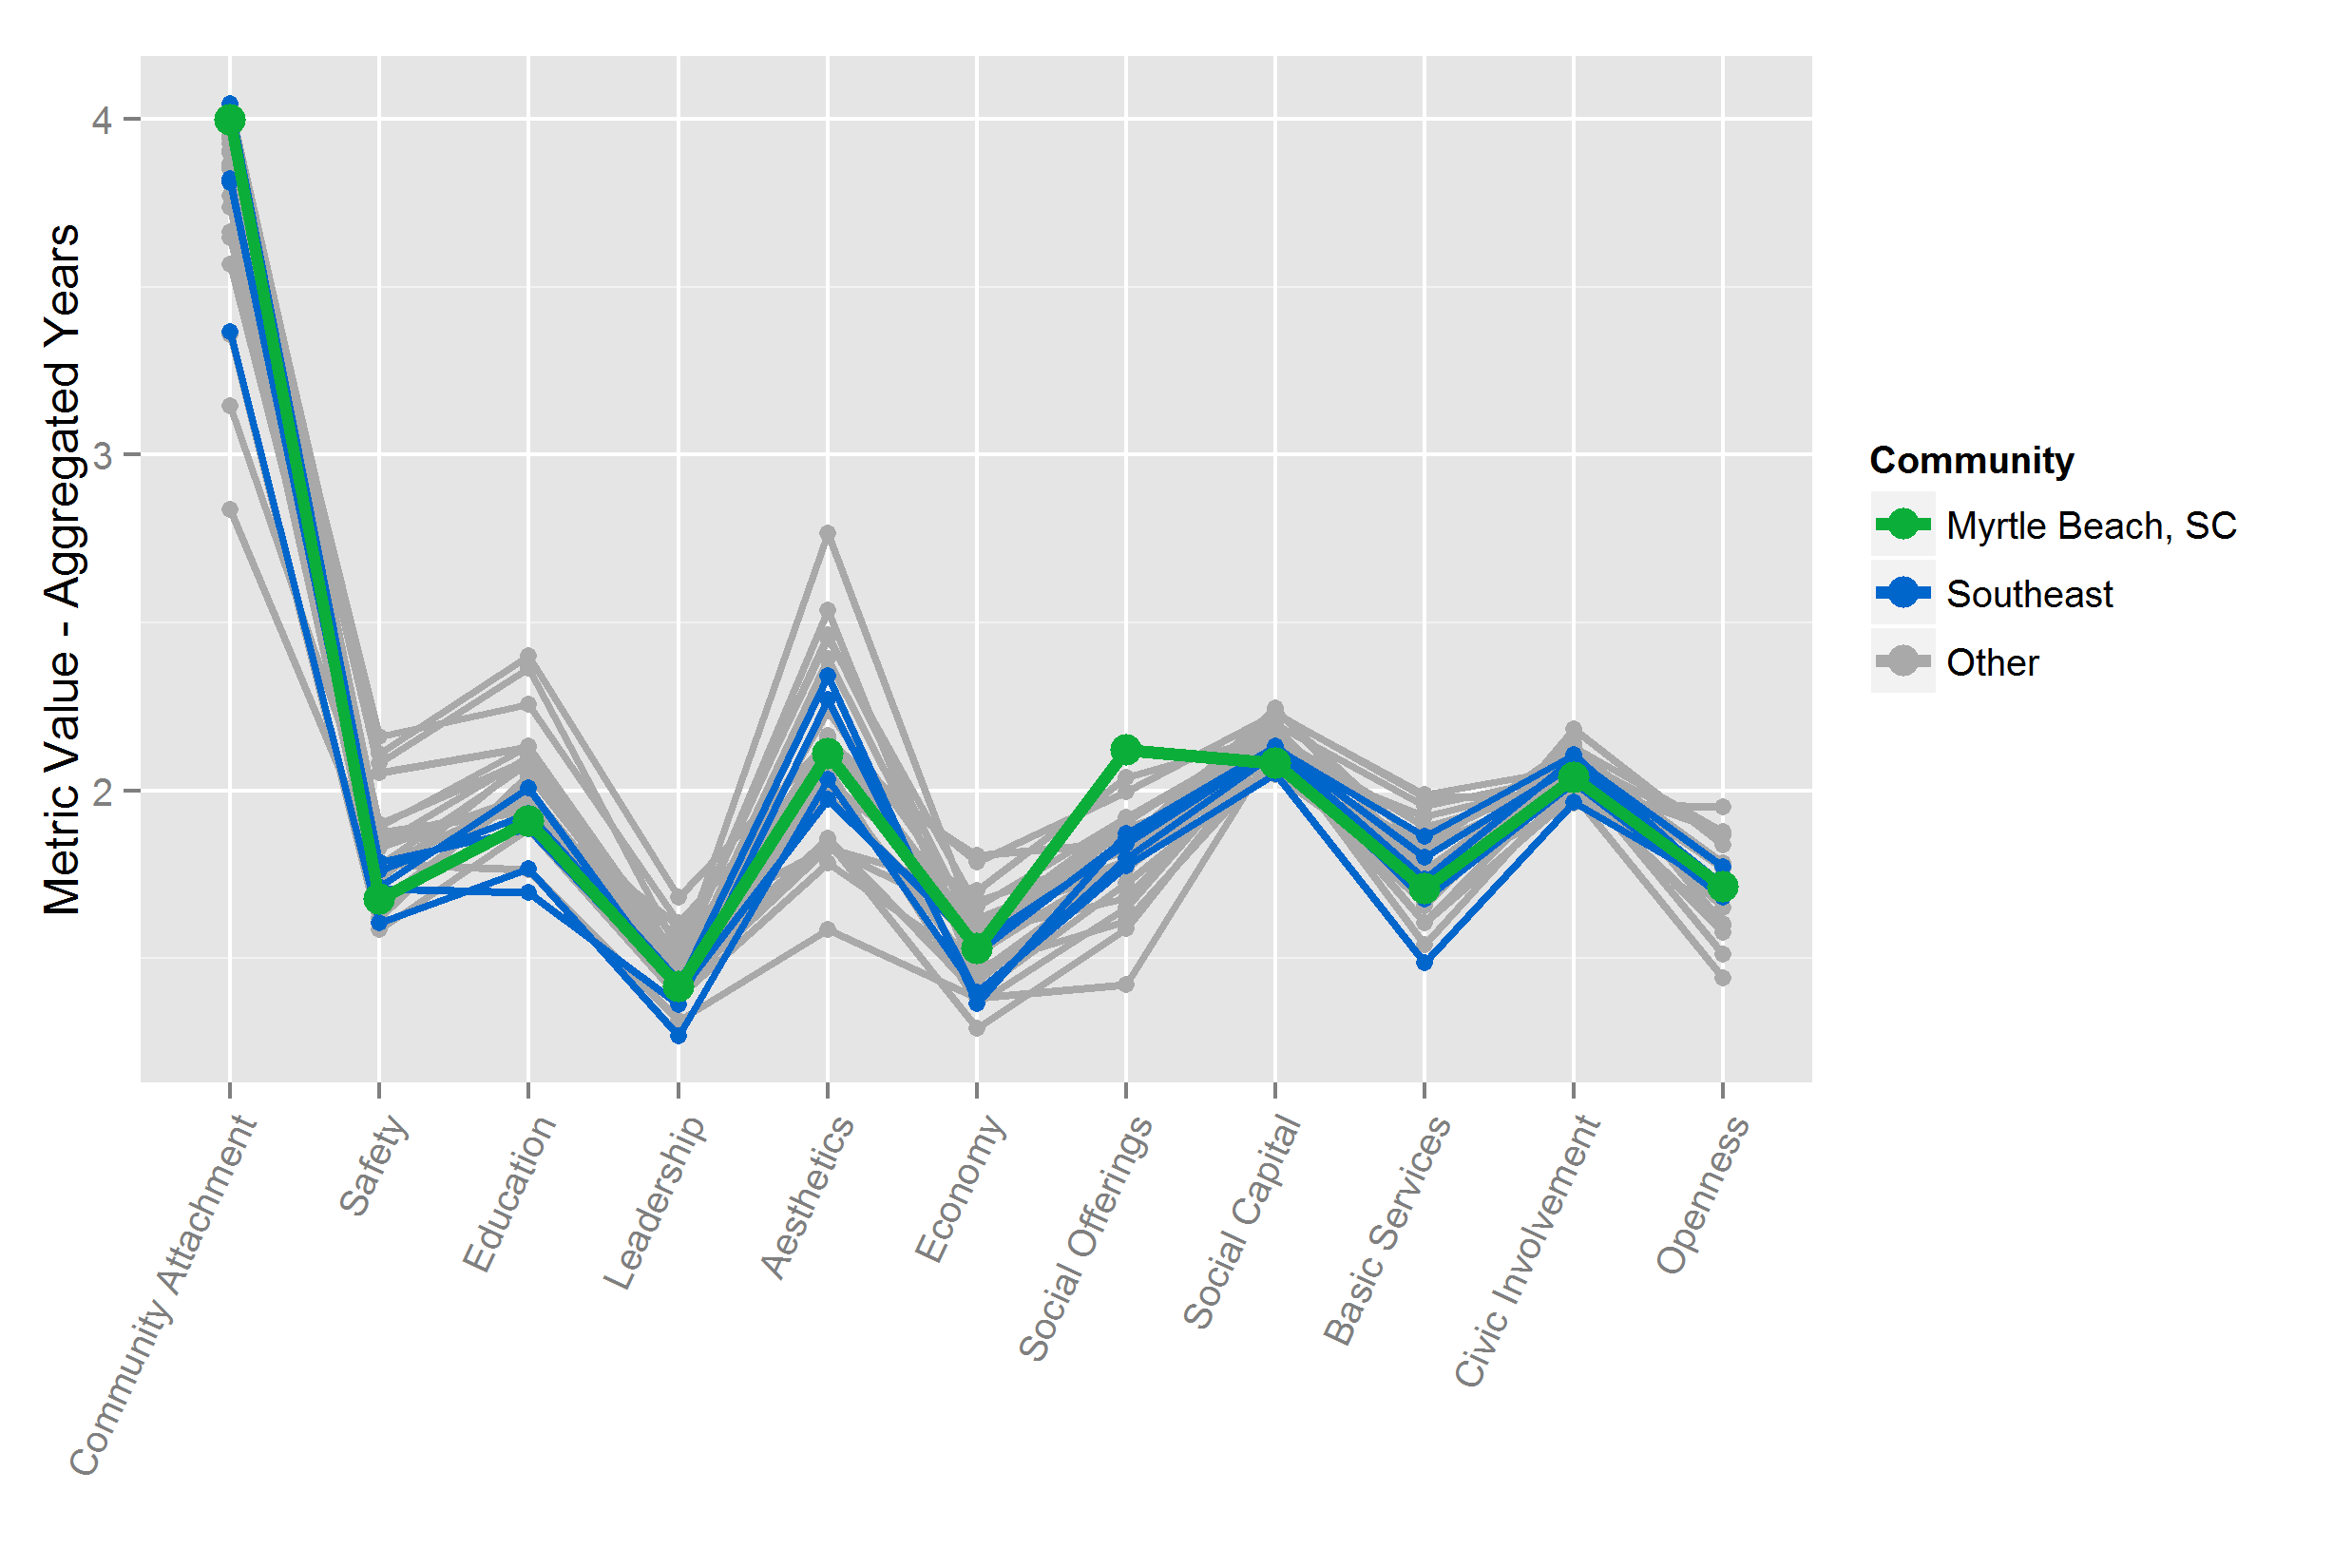 Metric Value - Aggregated Years
4
3
2
Community Attachment
Safety
Education
Leadership
Aesthetics
Economy
Social Offerings
Social Capital
Basic Services
Civic Involvement
Openness
Community
Myrtle Beach, SC
Southeast
Other